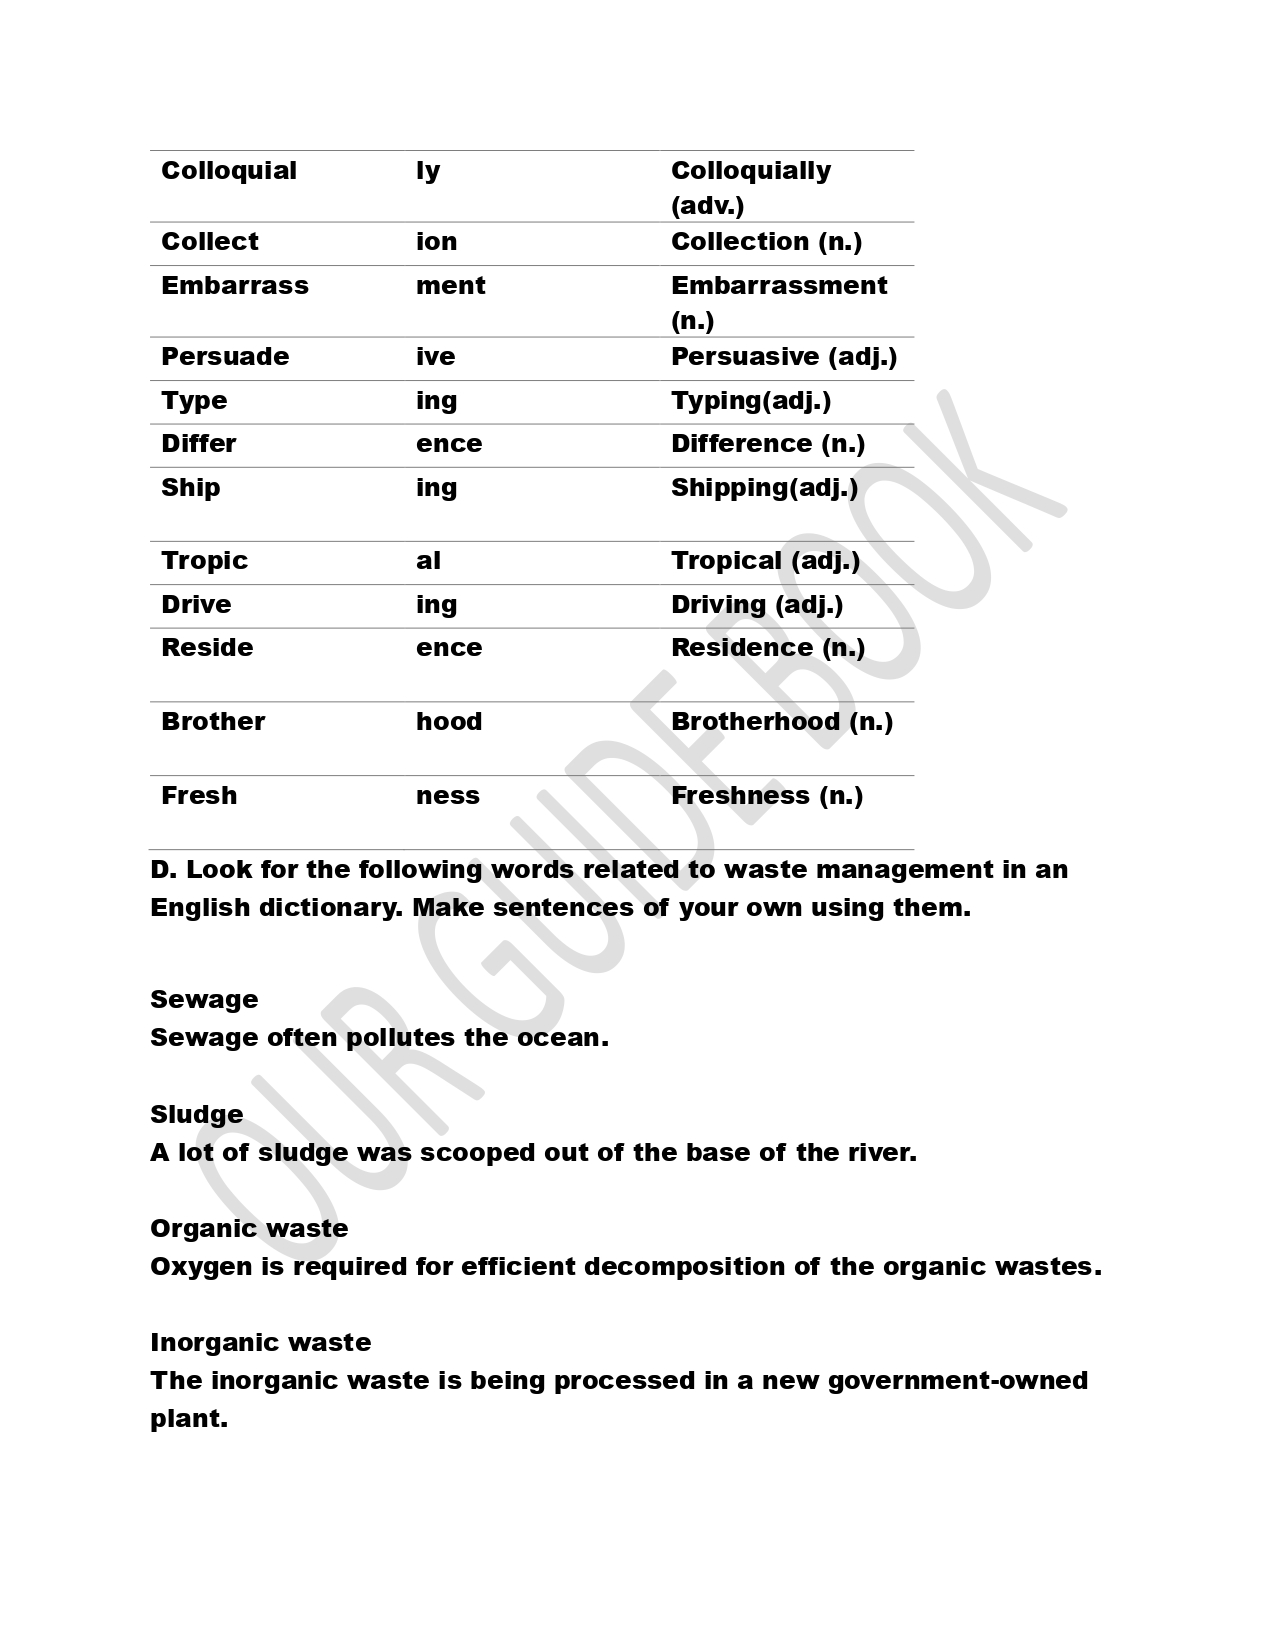 Colloquial ly Colloquially
(adv.)
Collect ion Collection (n.)
Embarrass ment Embarrassment
(n.)
Persuade ive Persuasive (adj.)
Type ing Typing(adj.)
Differ ence Difference (n.)
Ship ing Shipping(adj.)
Tropic al Tropical (adj.)
Drive ing Driving (adj.)
Reside ence Residence (n.)
Brother hood Brotherhood (n.)
Fresh ness Freshness (n.)
D. Look for the following words related to waste management in an
English dictionary. Make sentences of your own using them.
Sewage
Sewage often pollutes the ocean.
Sludge
A lot of sludge was scooped out of the base of the river.
Organic waste
Oxygen is required for efficient decomposition of the organic wastes.
Inorganic waste
The inorganic waste is being processed in a new government-owned
plant.
OUR GUIDE BOOK